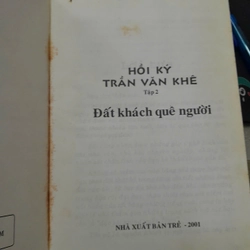 HỒI KÝ
TRẦN VĂN KHÊ
Tập 2
Đất khách quê người
NHÀ XUẤT BẢN TRẺ - 2001